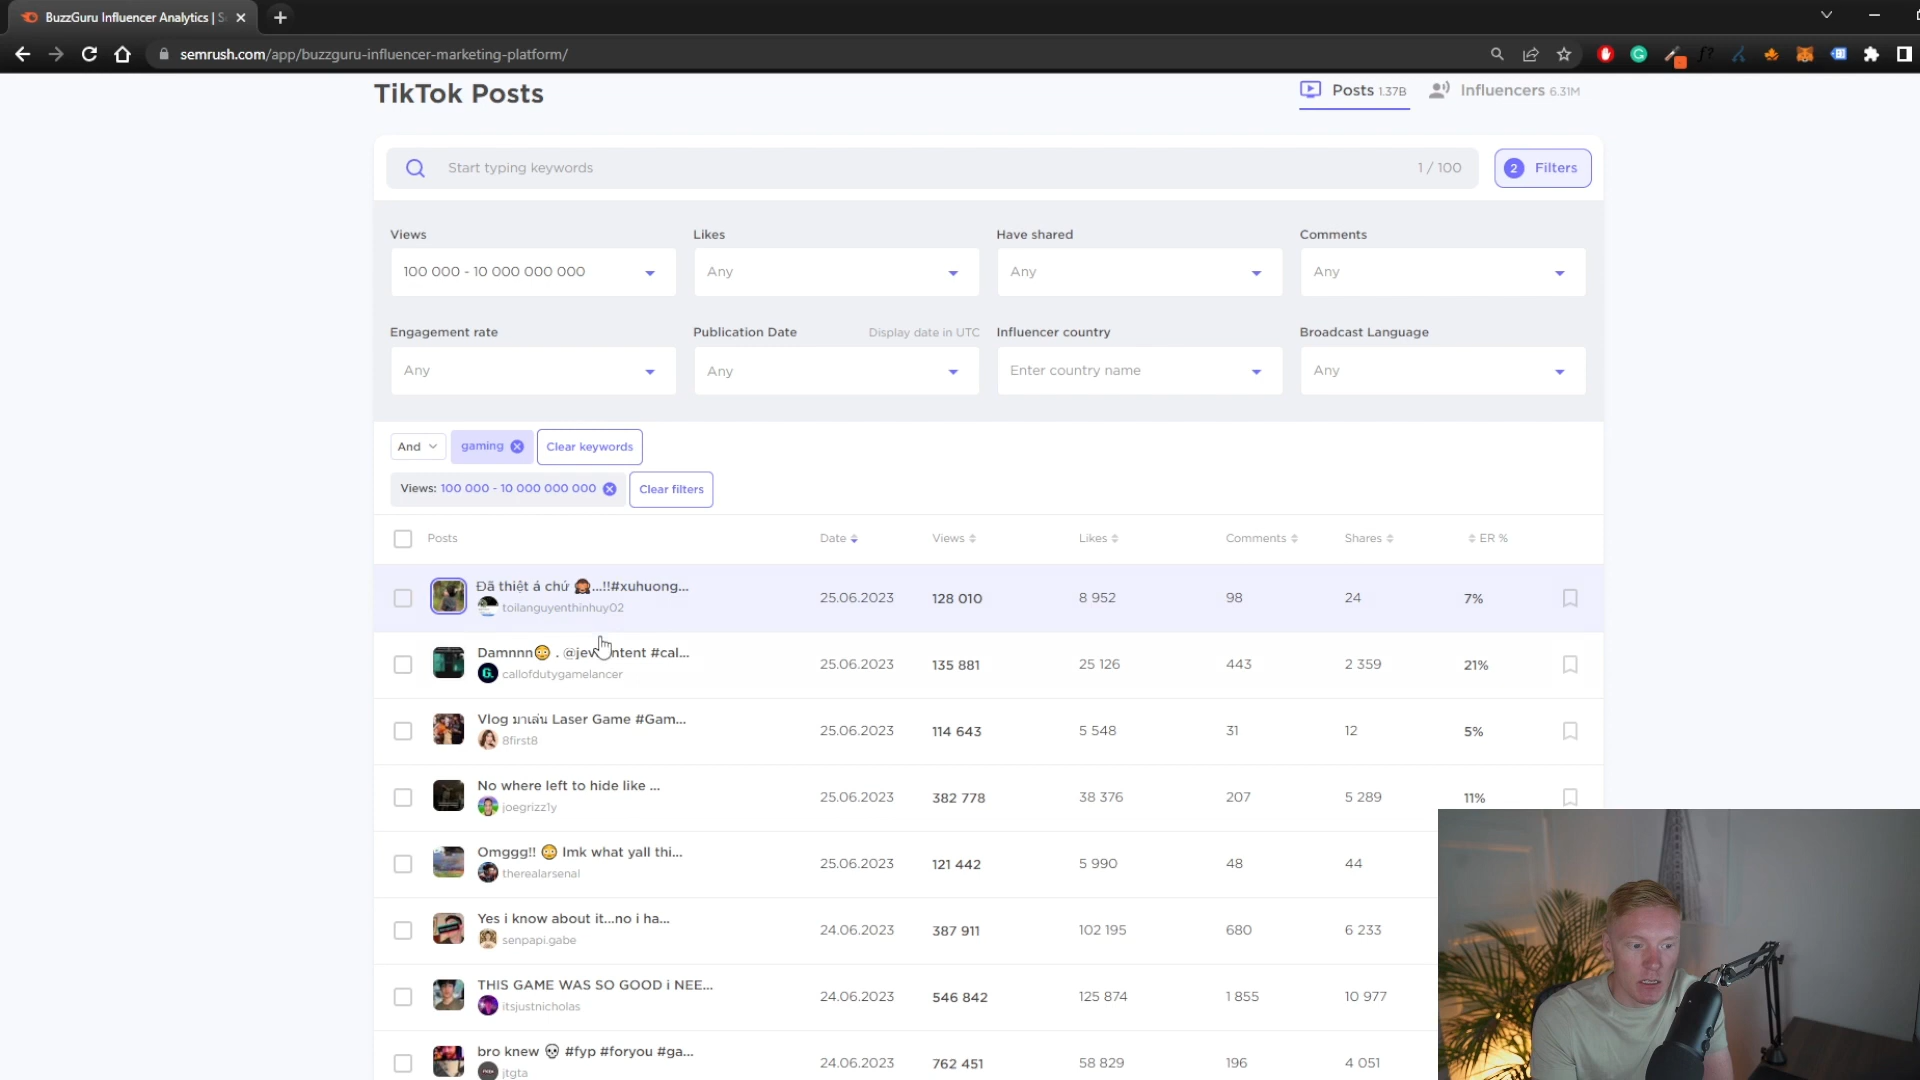 BuzzGuru Influencer Analytics | S
semrush.com/app/buzzguru-influencer-marketing-platform/
TikTok Posts
Posts 1.37B
Influencers 6.31M
Start typing keywords
1 / 100
2 Filters
Views
Likes
Have shared
Comments
100 000 - 10 000 000 000
Any
Any
Any
Engagement rate
Publication Date
Display date in UTC
Influencer country
Broadcast Language
Any
Any
Enter country name
Any
And
gaming
Clear keywords
Views: 100 000 - 10 000 000 000
Clear filters
Posts
Date
Views
Likes
Comments
Shares
ER %
Đã thiệt á chứ 🙈...!!#xuhuong...
toilanguyenthinhuy02
25.06.2023
128 010
8 952
98
24
7%
Damnnn😳 . @jev ntent #cal...
callofdutygamelancer
25.06.2023
135 881
25 126
443
2 359
21%
Vlog มาเล่น Laser Game #Gam...
8first8
25.06.2023
114 643
5 548
31
12
5%
No where left to hide like ...
joegrizz1y
25.06.2023
382 778
38 376
207
5 289
11%
Omggg!! 😳 lmk what yall thi...
therealarsenal
25.06.2023
121 442
5 990
48
44
Yes i know about it...no i ha...
senpapi.gabe
24.06.2023
387 911
102 195
680
6 233
THIS GAME WAS SO GOOD i NEE...
itsjustnicholas
24.06.2023
546 842
125 874
1 855
10 977
bro knew 💀 #fyp #foryou #ga...
jtgta
24.06.2023
762 451
58 829
196
4 051